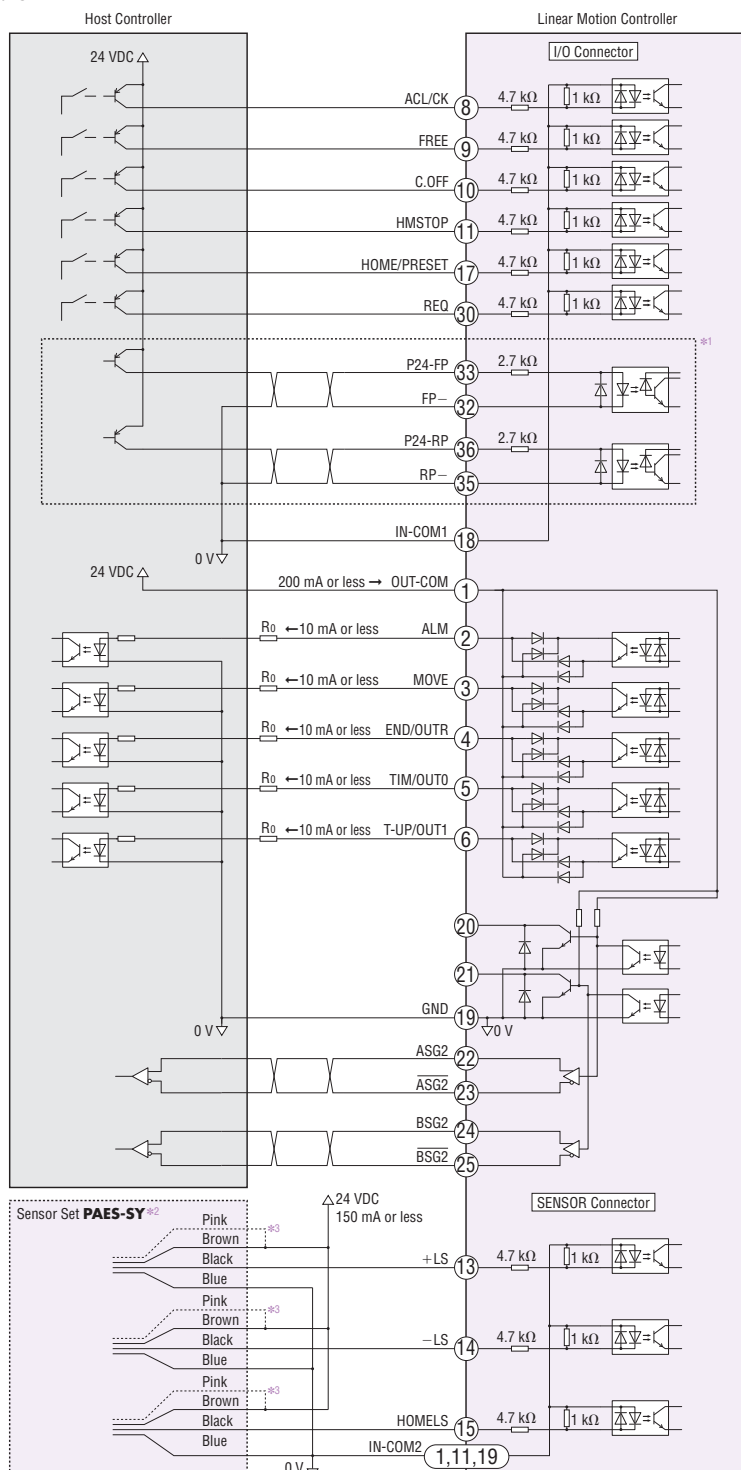 Host Controller
Linear Motion Controller
24 VDC
I/O Connector
ACL/CK 8 4.7 kΩ 1 kΩ
FREE 9 4.7 kΩ 1 kΩ
C.OFF 10 4.7 kΩ 1 kΩ
HMSTOP 11 4.7 kΩ 1 kΩ
HOME/PRESET 17 4.7 kΩ 1 kΩ
REQ 30 4.7 kΩ 1 kΩ
*1
P24-FP 33 2.7 kΩ
FP− 32
P24-RP 36 2.7 kΩ
RP− 35
IN-COM1 18
0 V
24 VDC
200 mA or less → OUT-COM 1
R0 ←10 mA or less ALM 2
R0 ←10 mA or less MOVE 3
R0 ←10 mA or less END/OUTR 4
R0 ←10 mA or less TIM/OUT0 5
R0 ←10 mA or less T-UP/OUT1 6
20
21
GND 19
0 V
0 V
ASG2 22
ASG2 23
BSG2 24
BSG2 25
Sensor Set PAES-SY*2
24 VDC
150 mA or less
SENSOR Connector
Pink
*3
Brown
Black +LS 13 4.7 kΩ 1 kΩ
Blue
Pink
*3
Brown
Black −LS 14 4.7 kΩ 1 kΩ
Blue
Pink
*3
Brown
Black HOMELS 15 4.7 kΩ 1 kΩ
Blue
IN-COM2 1,11,19
0 V